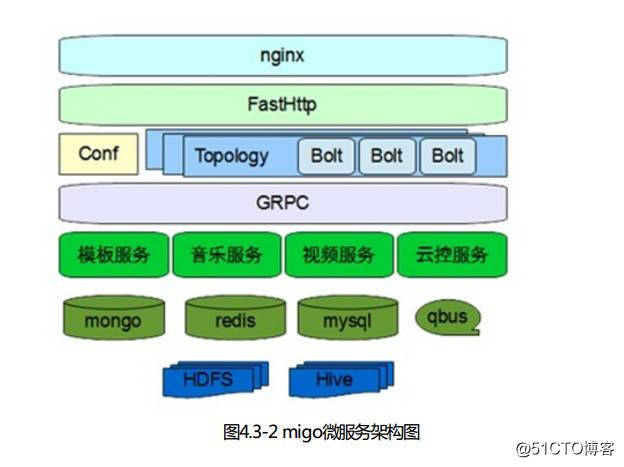 nginx
FastHttp
Conf
Topology Bolt Bolt Bolt
GRPC
模板服务 音乐服务 视频服务 云控服务
mongo redis mysql qbus
HDFS Hive
图4.3-2 migo微服务架构图
@51CTO博客